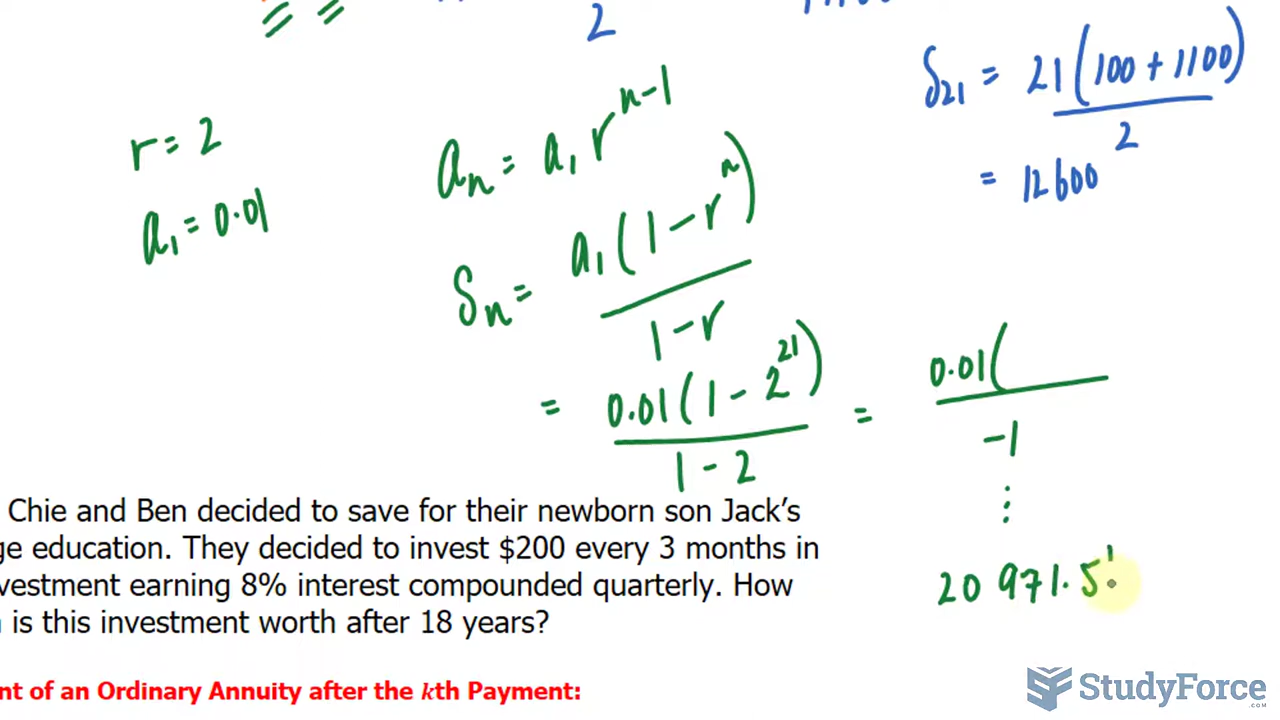 2
S21 = 21(100 + 1100)
2
= 12600
r = 2
a1 = 0.01
an = a1 r^n-1
Sn = a1(1 - r^n)
1 - r
= 0.01(1 - 2^21)
1 - 2
= 0.01(
-1
⋮
20 971.51
Chie and Ben decided to save for their newborn son Jack's
ge education. They decided to invest $200 every 3 months in
vestment earning 8% interest compounded quarterly. How
is this investment worth after 18 years?
nt of an Ordinary Annuity after the kth Payment:
StudyForce
.COM